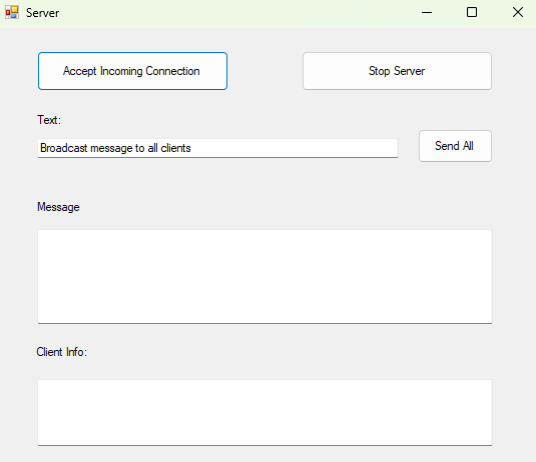 Server
Accept Incoming Connection
Stop Server
Text:
Broadcast message to all clients
Send All
Message
Client Info: